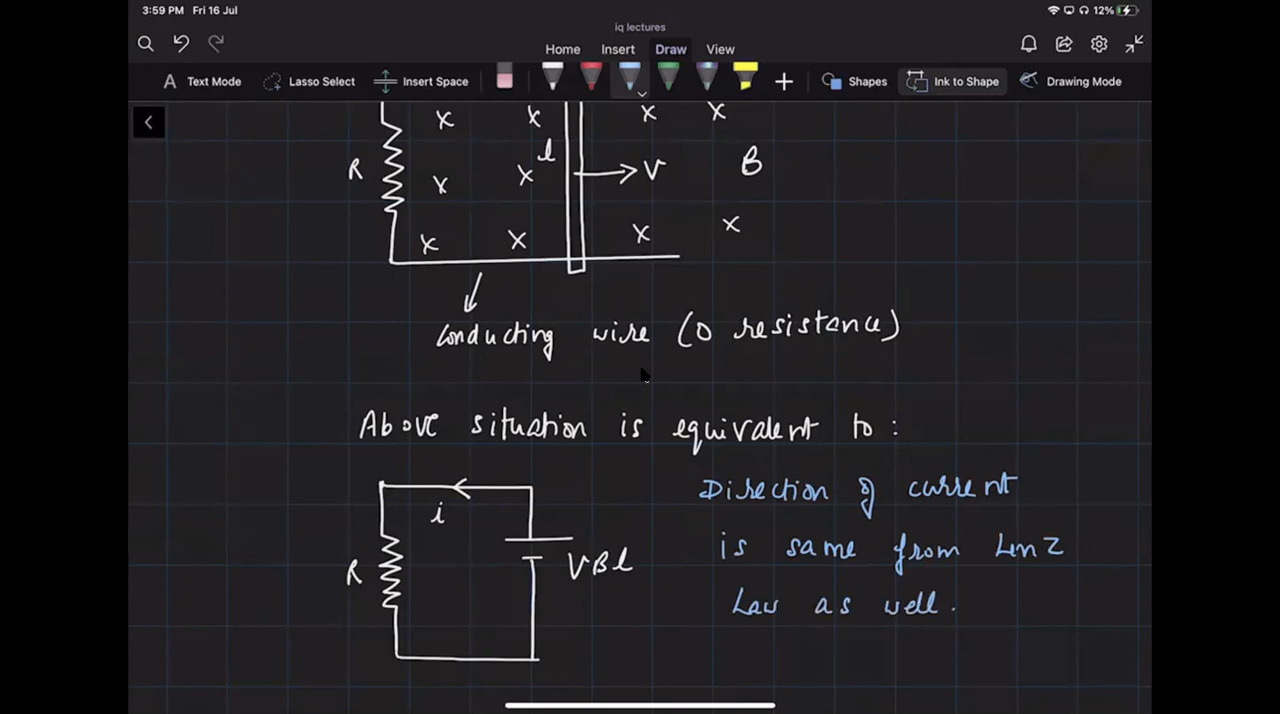 3:59 PM Fri 16 Jul
12%
iq lectures
Home Insert Draw View
Text Mode Lasso Select Insert Space Shapes Ink to Shape Drawing Mode
x x x x
l
R x x V B
x x x x
conducting wire (0 resistance)
Above situation is equivalent to:
Direction of current
i
is same from Lenz
R VBl
Law as well.